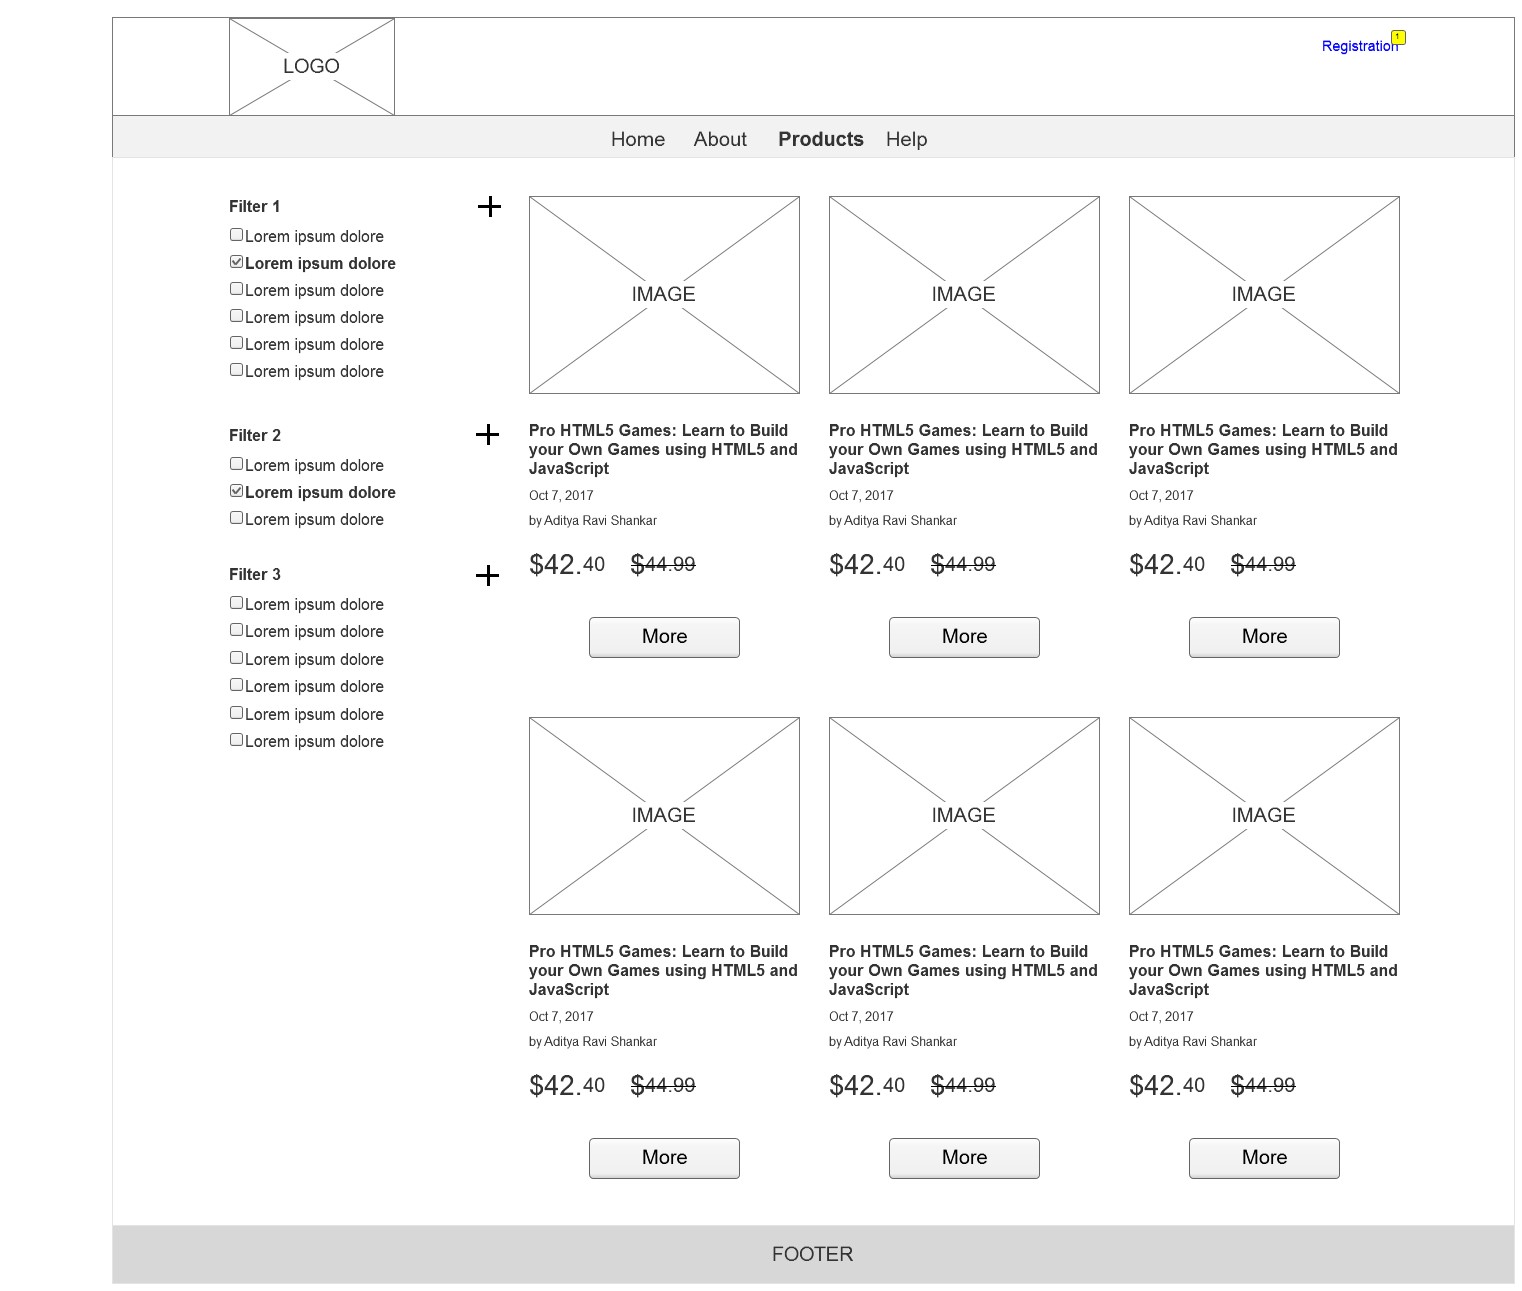 LOGO
Registration
1
Home About Products Help
Filter 1
Lorem ipsum dolore
Lorem ipsum dolore
Lorem ipsum dolore
Lorem ipsum dolore
Lorem ipsum dolore
Lorem ipsum dolore
Filter 2
Lorem ipsum dolore
Lorem ipsum dolore
Lorem ipsum dolore
Filter 3
Lorem ipsum dolore
Lorem ipsum dolore
Lorem ipsum dolore
Lorem ipsum dolore
Lorem ipsum dolore
Lorem ipsum dolore
IMAGE
Pro HTML5 Games: Learn to Build
your Own Games using HTML5 and
JavaScript
Oct 7, 2017
by Aditya Ravi Shankar
$42.40 $44.99
More
IMAGE
Pro HTML5 Games: Learn to Build
your Own Games using HTML5 and
JavaScript
Oct 7, 2017
by Aditya Ravi Shankar
$42.40 $44.99
More
IMAGE
Pro HTML5 Games: Learn to Build
your Own Games using HTML5 and
JavaScript
Oct 7, 2017
by Aditya Ravi Shankar
$42.40 $44.99
More
IMAGE
Pro HTML5 Games: Learn to Build
your Own Games using HTML5 and
JavaScript
Oct 7, 2017
by Aditya Ravi Shankar
$42.40 $44.99
More
IMAGE
Pro HTML5 Games: Learn to Build
your Own Games using HTML5 and
JavaScript
Oct 7, 2017
by Aditya Ravi Shankar
$42.40 $44.99
More
IMAGE
Pro HTML5 Games: Learn to Build
your Own Games using HTML5 and
JavaScript
Oct 7, 2017
by Aditya Ravi Shankar
$42.40 $44.99
More
FOOTER